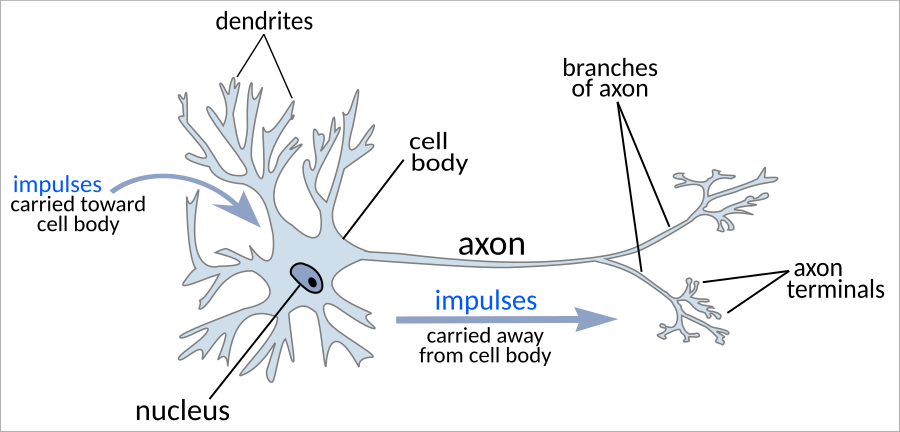 dendrites
branches
of axon
cell
body
impulses
carried toward
cell body
axon
axon
terminals
impulses
carried away
from cell body
nucleus